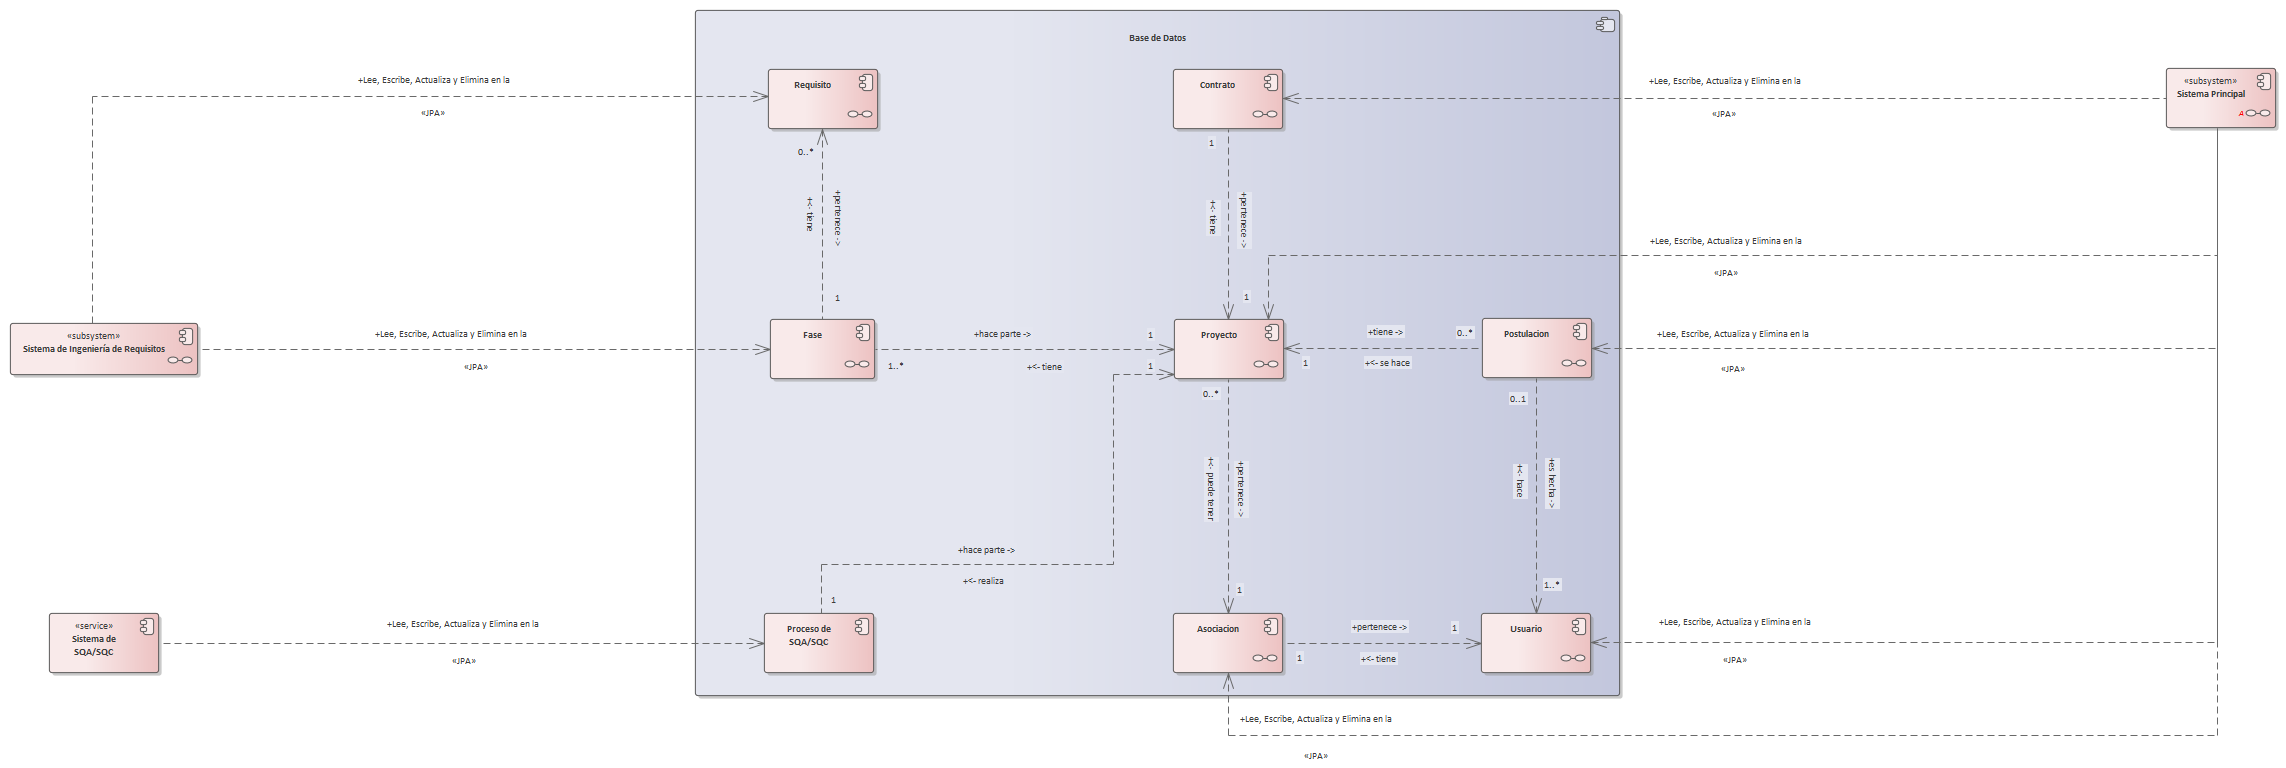 Base de Datos
+Lee, Escribe, Actualiza y Elimina en la
«JPA»
Requisito
Contrato
+Lee, Escribe, Actualiza y Elimina en la
«JPA»
«subsystem»
Sistema Principal
A
0..*
+<- tiene
+pertenece ->
1
1
+<- tiene
+pertenece ->
1
+Lee, Escribe, Actualiza y Elimina en la
«JPA»
«subsystem»
Sistema de Ingeniería de Requisitos
+Lee, Escribe, Actualiza y Elimina en la
«JPA»
Fase
+hace parte ->
1
1..*
+<- tiene
1
Proyecto
+tiene ->
0..*
1
+<- se hace
Postulacion
+Lee, Escribe, Actualiza y Elimina en la
«JPA»
0..*
+<- puede tener
+pertenece ->
1
0..1
+<- hace
+es hecha ->
1..*
+hace parte ->
+<- realiza
1
«service»
Sistema de
SQA/SQC
+Lee, Escribe, Actualiza y Elimina en la
«JPA»
Proceso de
SQA/SQC
Asociacion
+pertenece ->
1
1
+<- tiene
Usuario
+Lee, Escribe, Actualiza y Elimina en la
«JPA»
+Lee, Escribe, Actualiza y Elimina en la
«JPA»